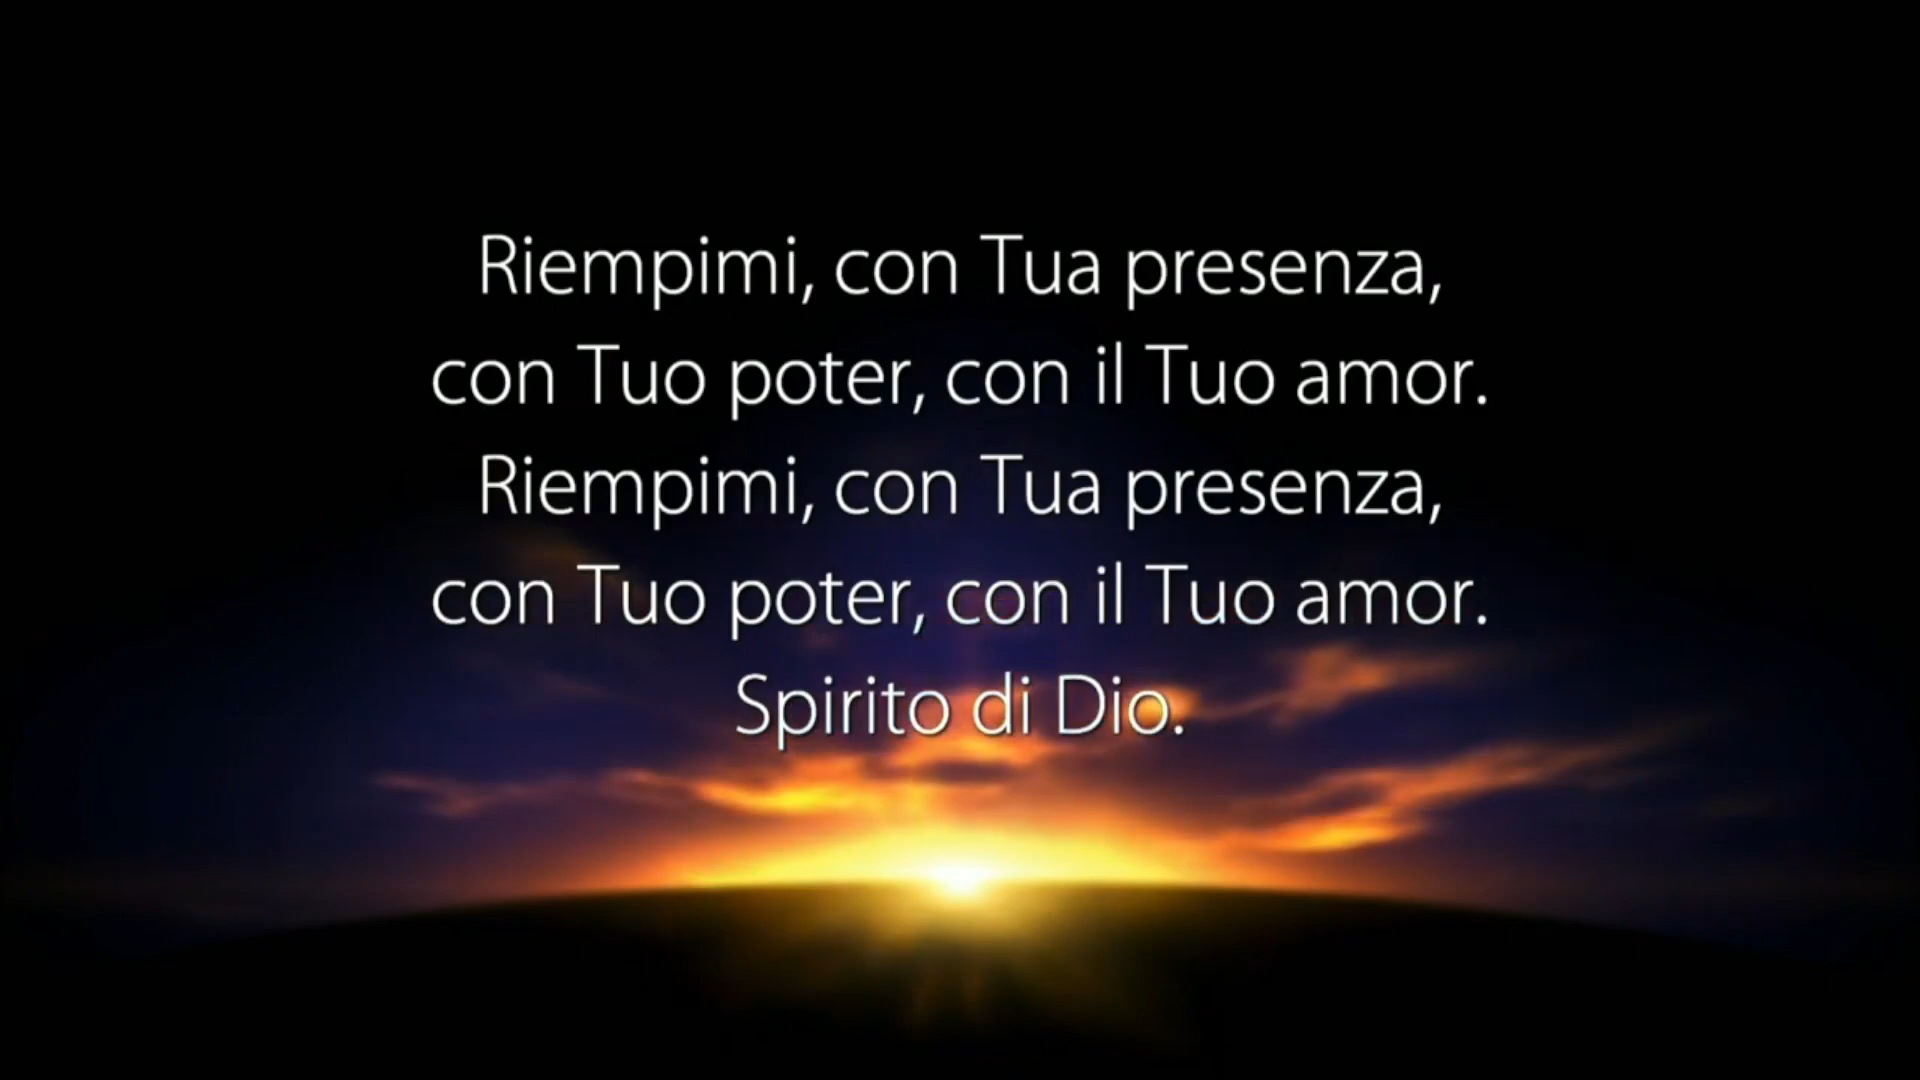 Riempimi, con Tua presenza,
con Tuo poter, con il Tuo amor.
Riempimi, con Tua presenza,
con Tuo poter, con il Tuo amor.
Spirito di Dio.